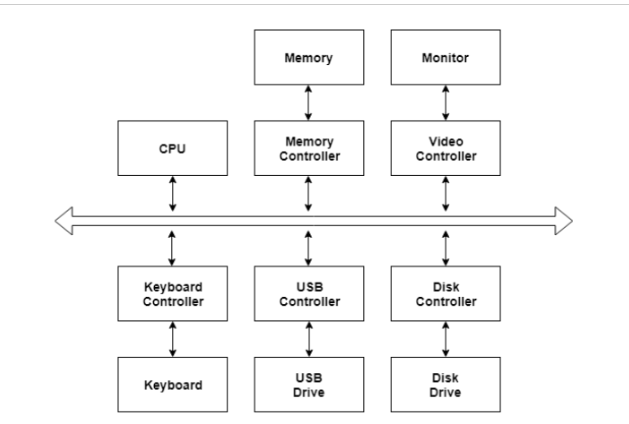 Memory
Monitor
CPU
Memory
Controller
Video
Controller
Keyboard
Controller
USB
Controller
Disk
Controller
Keyboard
USB
Drive
Disk
Drive